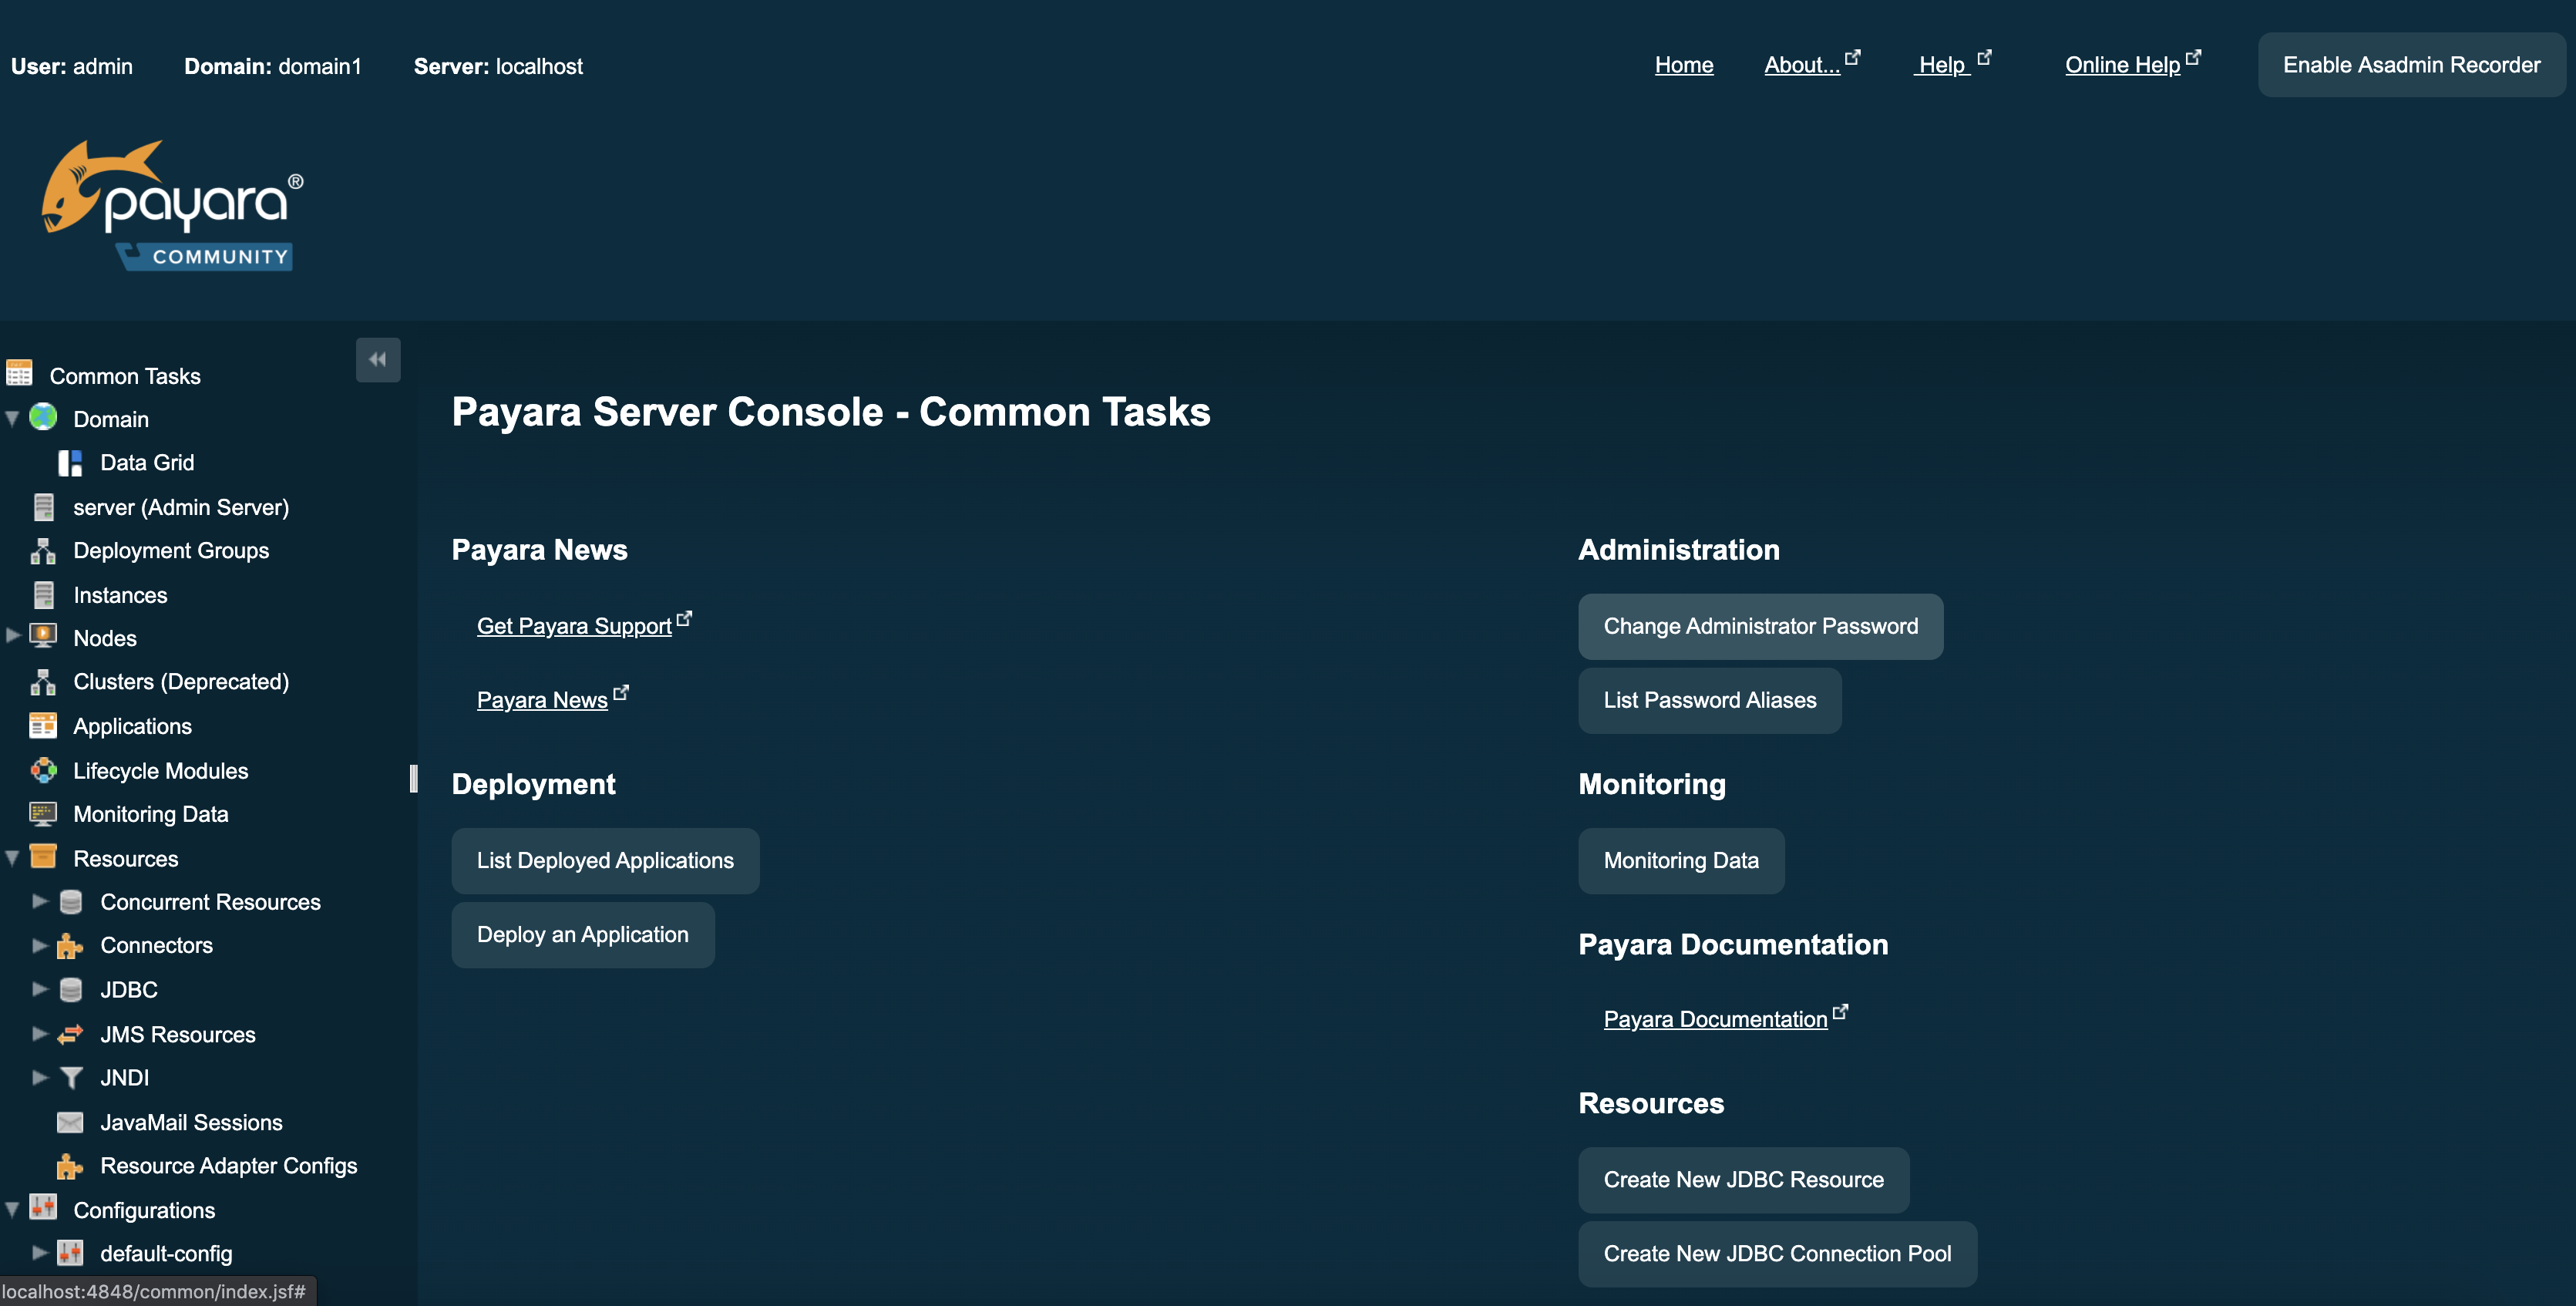 User: admin Domain: domain1 Server: localhost Home About... Help Online Help Enable Asadmin Recorder
payara®
COMMUNITY
Common Tasks
Domain
Data Grid
server (Admin Server)
Deployment Groups
Instances
Nodes
Clusters (Deprecated)
Applications
Lifecycle Modules
Monitoring Data
Resources
Concurrent Resources
Connectors
JDBC
JMS Resources
JNDI
JavaMail Sessions
Resource Adapter Configs
Configurations
default-config
localhost:4848/common/index.jsf#
Payara Server Console - Common Tasks
Payara News
Get Payara Support
Payara News
Deployment
List Deployed Applications
Deploy an Application
Administration
Change Administrator Password
List Password Aliases
Monitoring
Monitoring Data
Payara Documentation
Payara Documentation
Resources
Create New JDBC Resource
Create New JDBC Connection Pool